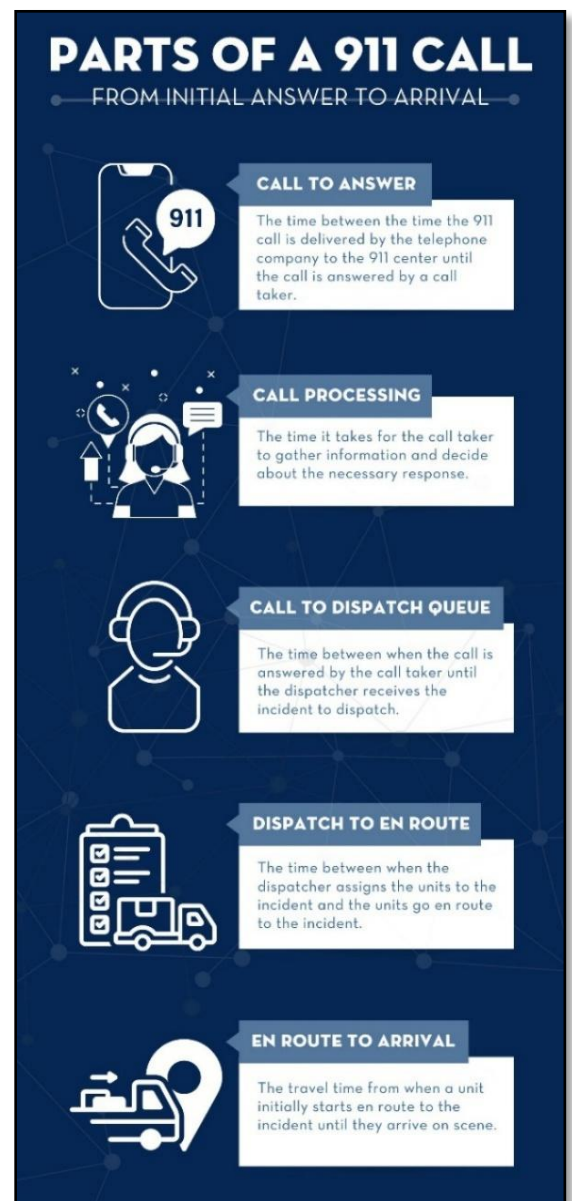 PARTS OF A 911 CALL
FROM INITIAL ANSWER TO ARRIVAL
911
CALL TO ANSWER
The time between the time the 911
call is delivered by the telephone
company to the 911 center until
the call is answered by a call
taker.
CALL PROCESSING
The time it takes for the call taker
to gather information and decide
about the necessary response.
CALL TO DISPATCH QUEUE
The time between when the call is
answered by the call taker until
the dispatcher receives the
incident to dispatch.
DISPATCH TO EN ROUTE
The time between when the
dispatcher assigns the units to the
incident and the units go en route
to the incident.
EN ROUTE TO ARRIVAL
The travel time from when a unit
initially starts en route to the
incident until they arrive on scene.